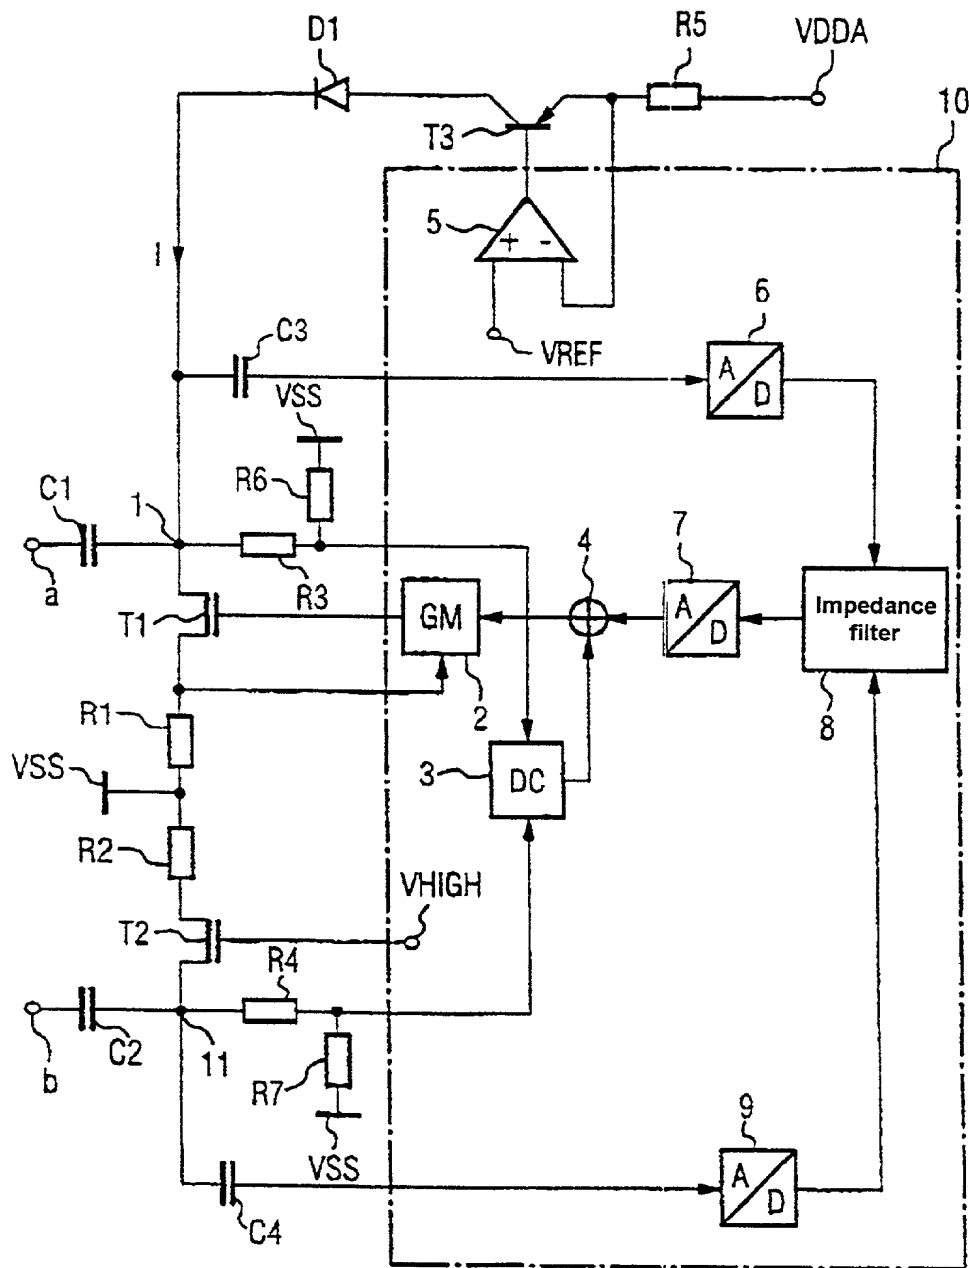 D1
R5
VDDA
10
T3
5
+ -
I
6
C3
VREF
A
D
VSS
R6
C1
1
4
7
a
R3
A
D
Impedance
filter
T1
GM
2
8
R1
VSS
3
DC
R2
VHIGH
T2
R4
C2
11
b
R7
9
VSS
A
D
C4